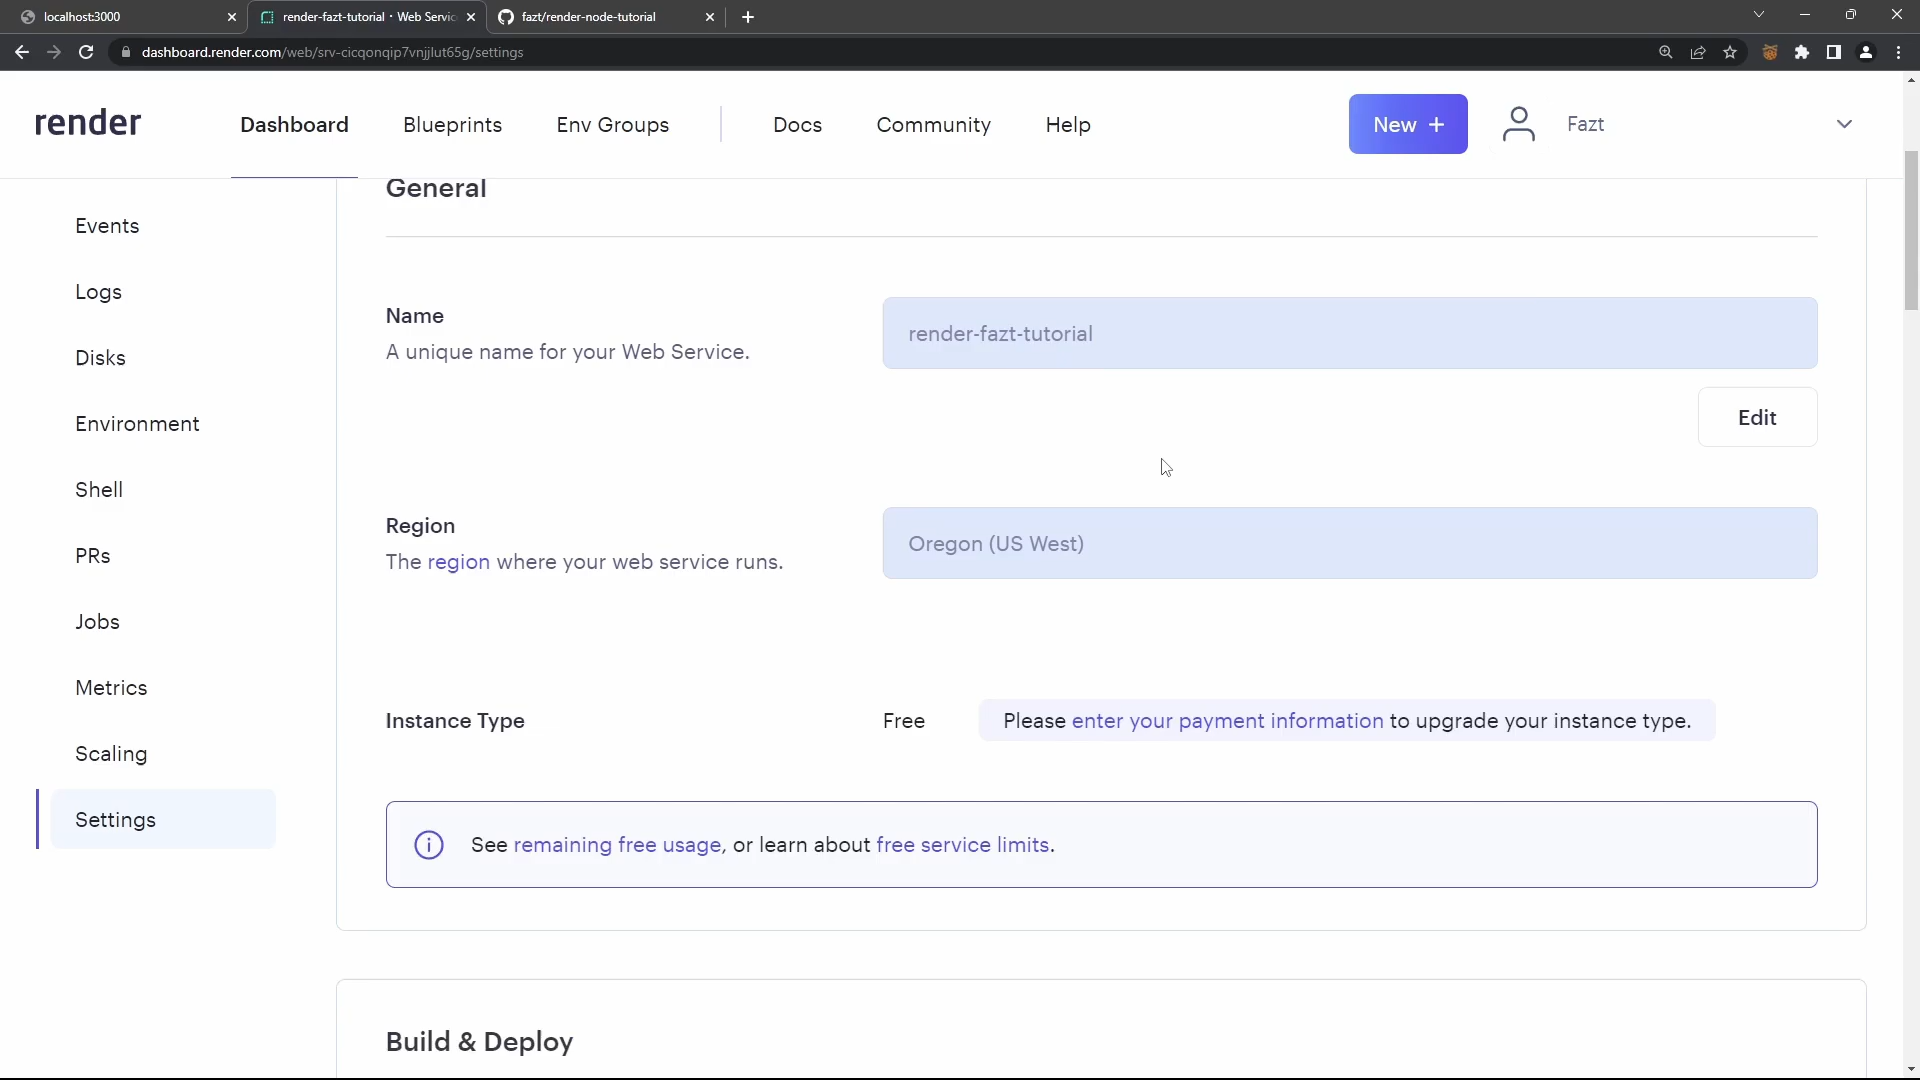 localhost:3000
render-fazt-tutorial · Web Servic
fazt/render-node-tutorial
dashboard.render.com/web/srv-cicqonqip7vnjjlut65g/settings
render
Dashboard
Blueprints
Env Groups
Docs
Community
Help
New +
Fazt
Events
Logs
Disks
Environment
Shell
PRs
Jobs
Metrics
Scaling
Settings
General
Name
A unique name for your Web Service.
render-fazt-tutorial
Edit
Region
The region where your web service runs.
Oregon (US West)
Instance Type
Free
Please enter your payment information to upgrade your instance type.
See remaining free usage, or learn about free service limits.
Build & Deploy